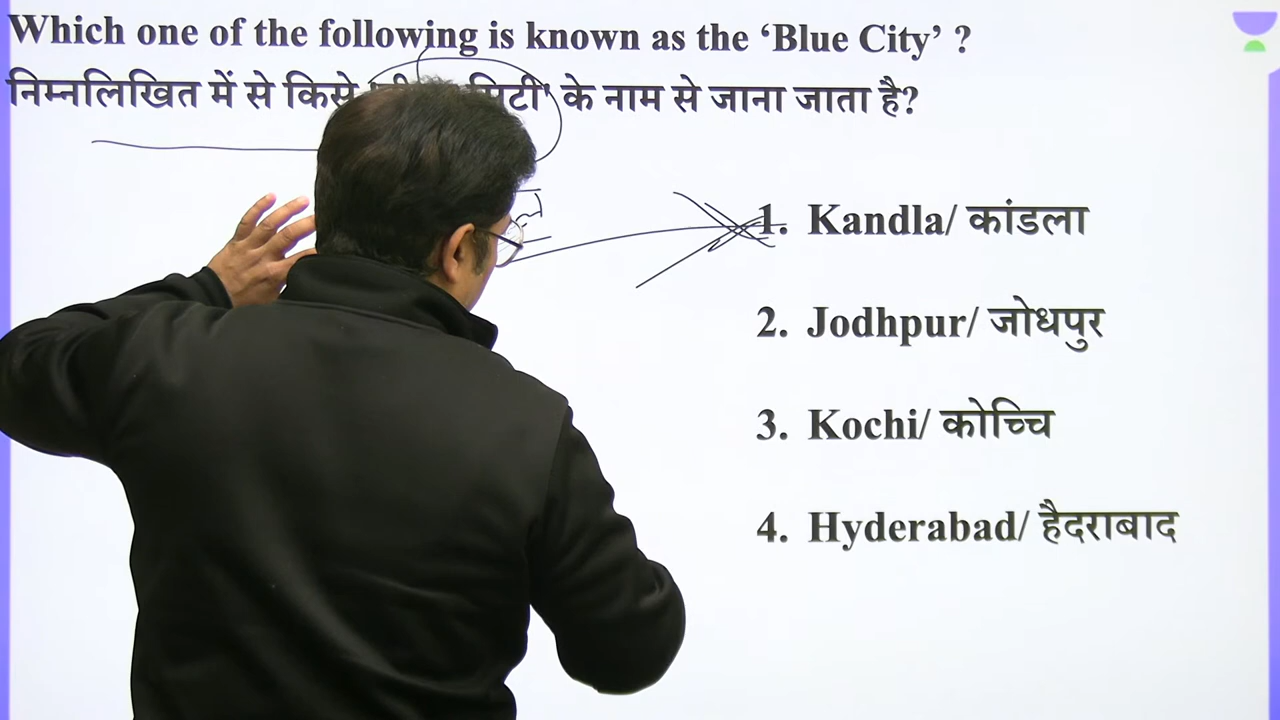 Which one of the following is known as the ‘Blue City’ ?
निम्नलिखित में से किसे के नाम से जाना जाता है?
1. Kandla/ कांडला
2. Jodhpur/ जोधपुर
3. Kochi/ कोच्चि
4. Hyderabad/ हैदराबाद